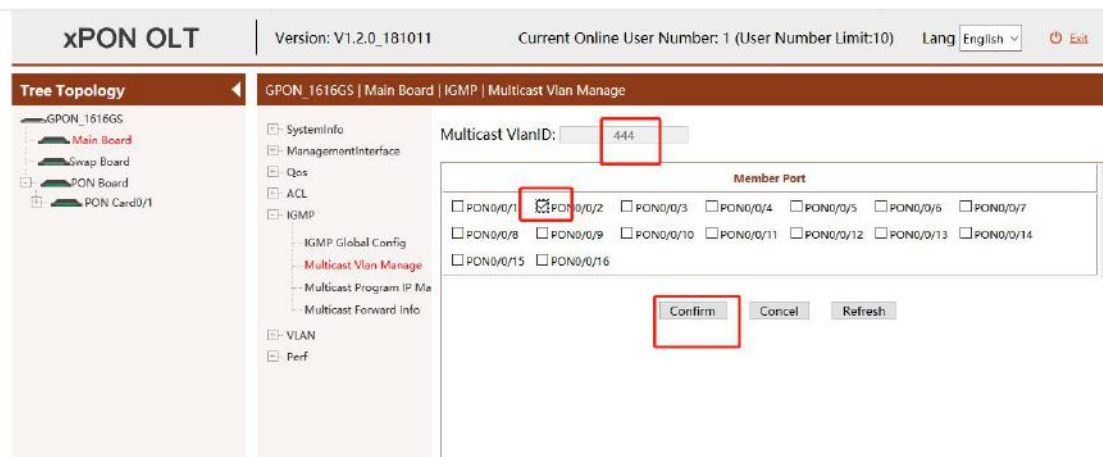 xPON OLT
Version: V1.2.0_181011
Current Online User Number: 1 (User Number Limit:10)
Lang English
Exit
Tree Topology
GPON_1616GS
Main Board
Swap Board
PON Board
PON Card0/1
GPON_1616GS | Main Board | IGMP | Multicast Vlan Manage
SystemInfo
ManagementInterface
Qos
ACL
IGMP
IGMP Global Config
Multicast Vlan Manage
Multicast Program IP Ma
Multicast Forward Info
VLAN
Perf
Multicast VlanID: 444
Member Port
PON0/0/1 PON0/0/2 PON0/0/3 PON0/0/4 PON0/0/5 PON0/0/6 PON0/0/7
PON0/0/8 PON0/0/9 PON0/0/10 PON0/0/11 PON0/0/12 PON0/0/13 PON0/0/14
PON0/0/15 PON0/0/16
Confirm Concel Refresh